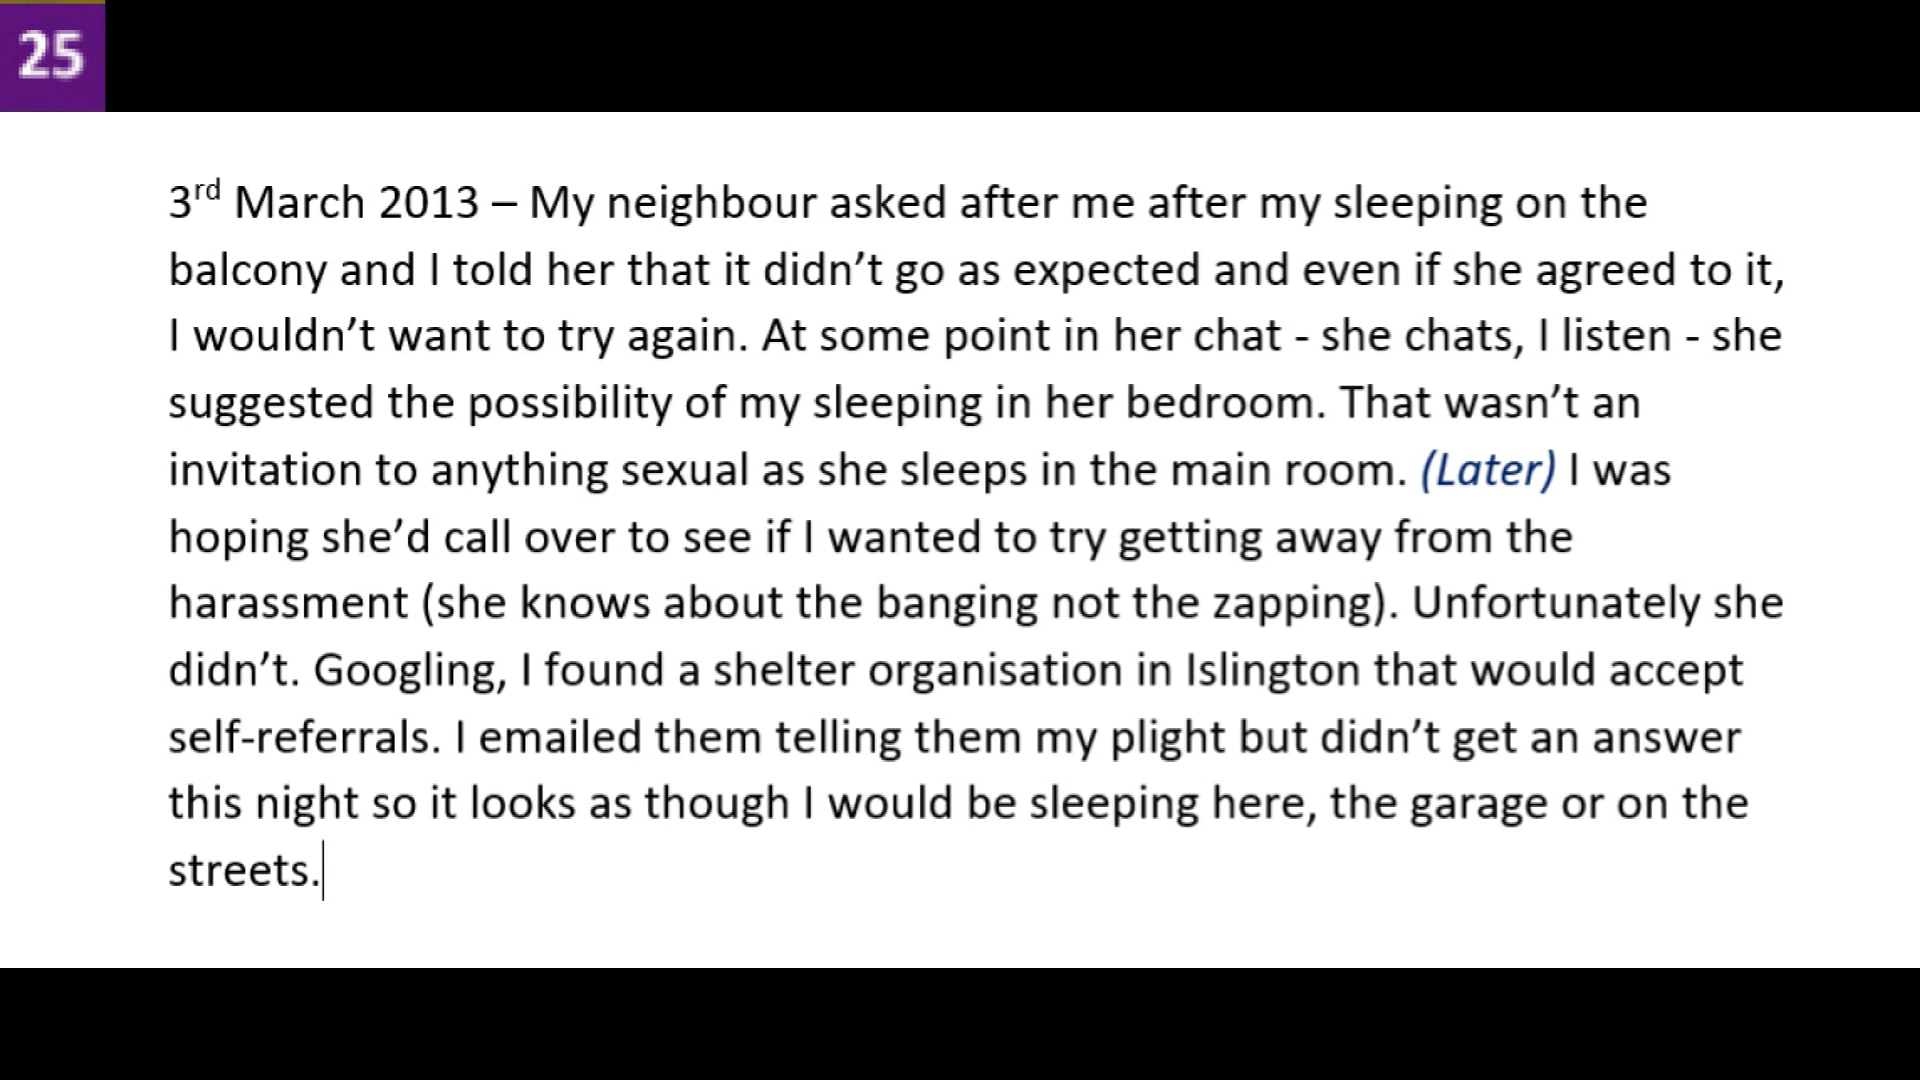 25
3rd March 2013 – My neighbour asked after me after my sleeping on the
balcony and I told her that it didn’t go as expected and even if she agreed to it,
I wouldn’t want to try again. At some point in her chat - she chats, I listen - she
suggested the possibility of my sleeping in her bedroom. That wasn’t an
invitation to anything sexual as she sleeps in the main room. (Later) I was
hoping she’d call over to see if I wanted to try getting away from the
harassment (she knows about the banging not the zapping). Unfortunately she
didn’t. Googling, I found a shelter organisation in Islington that would accept
self-referrals. I emailed them telling them my plight but didn’t get an answer
this night so it looks as though I would be sleeping here, the garage or on the
streets.